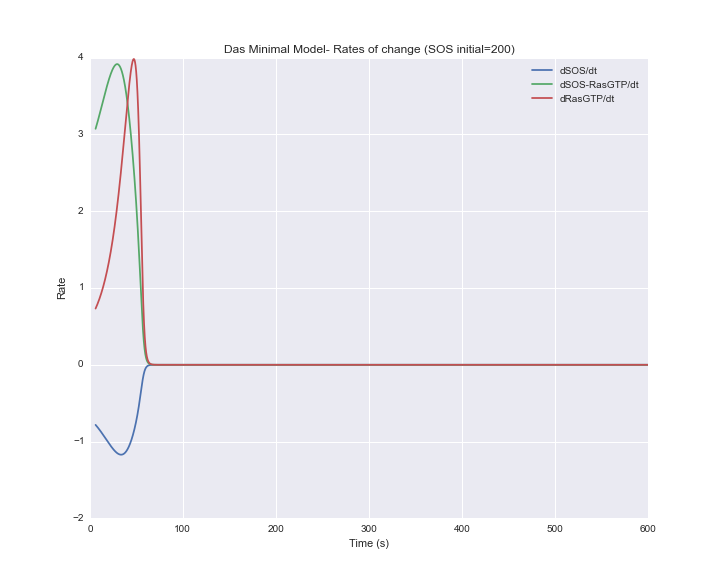 Das Minimal Model- Rates of change (SOS initial=200)
dSOS/dt
dSOS-RasGTP/dt
dRasGTP/dt
4
3
2
1
0
−1
−2
Rate
0 100 200 300 400 500 600
Time (s)